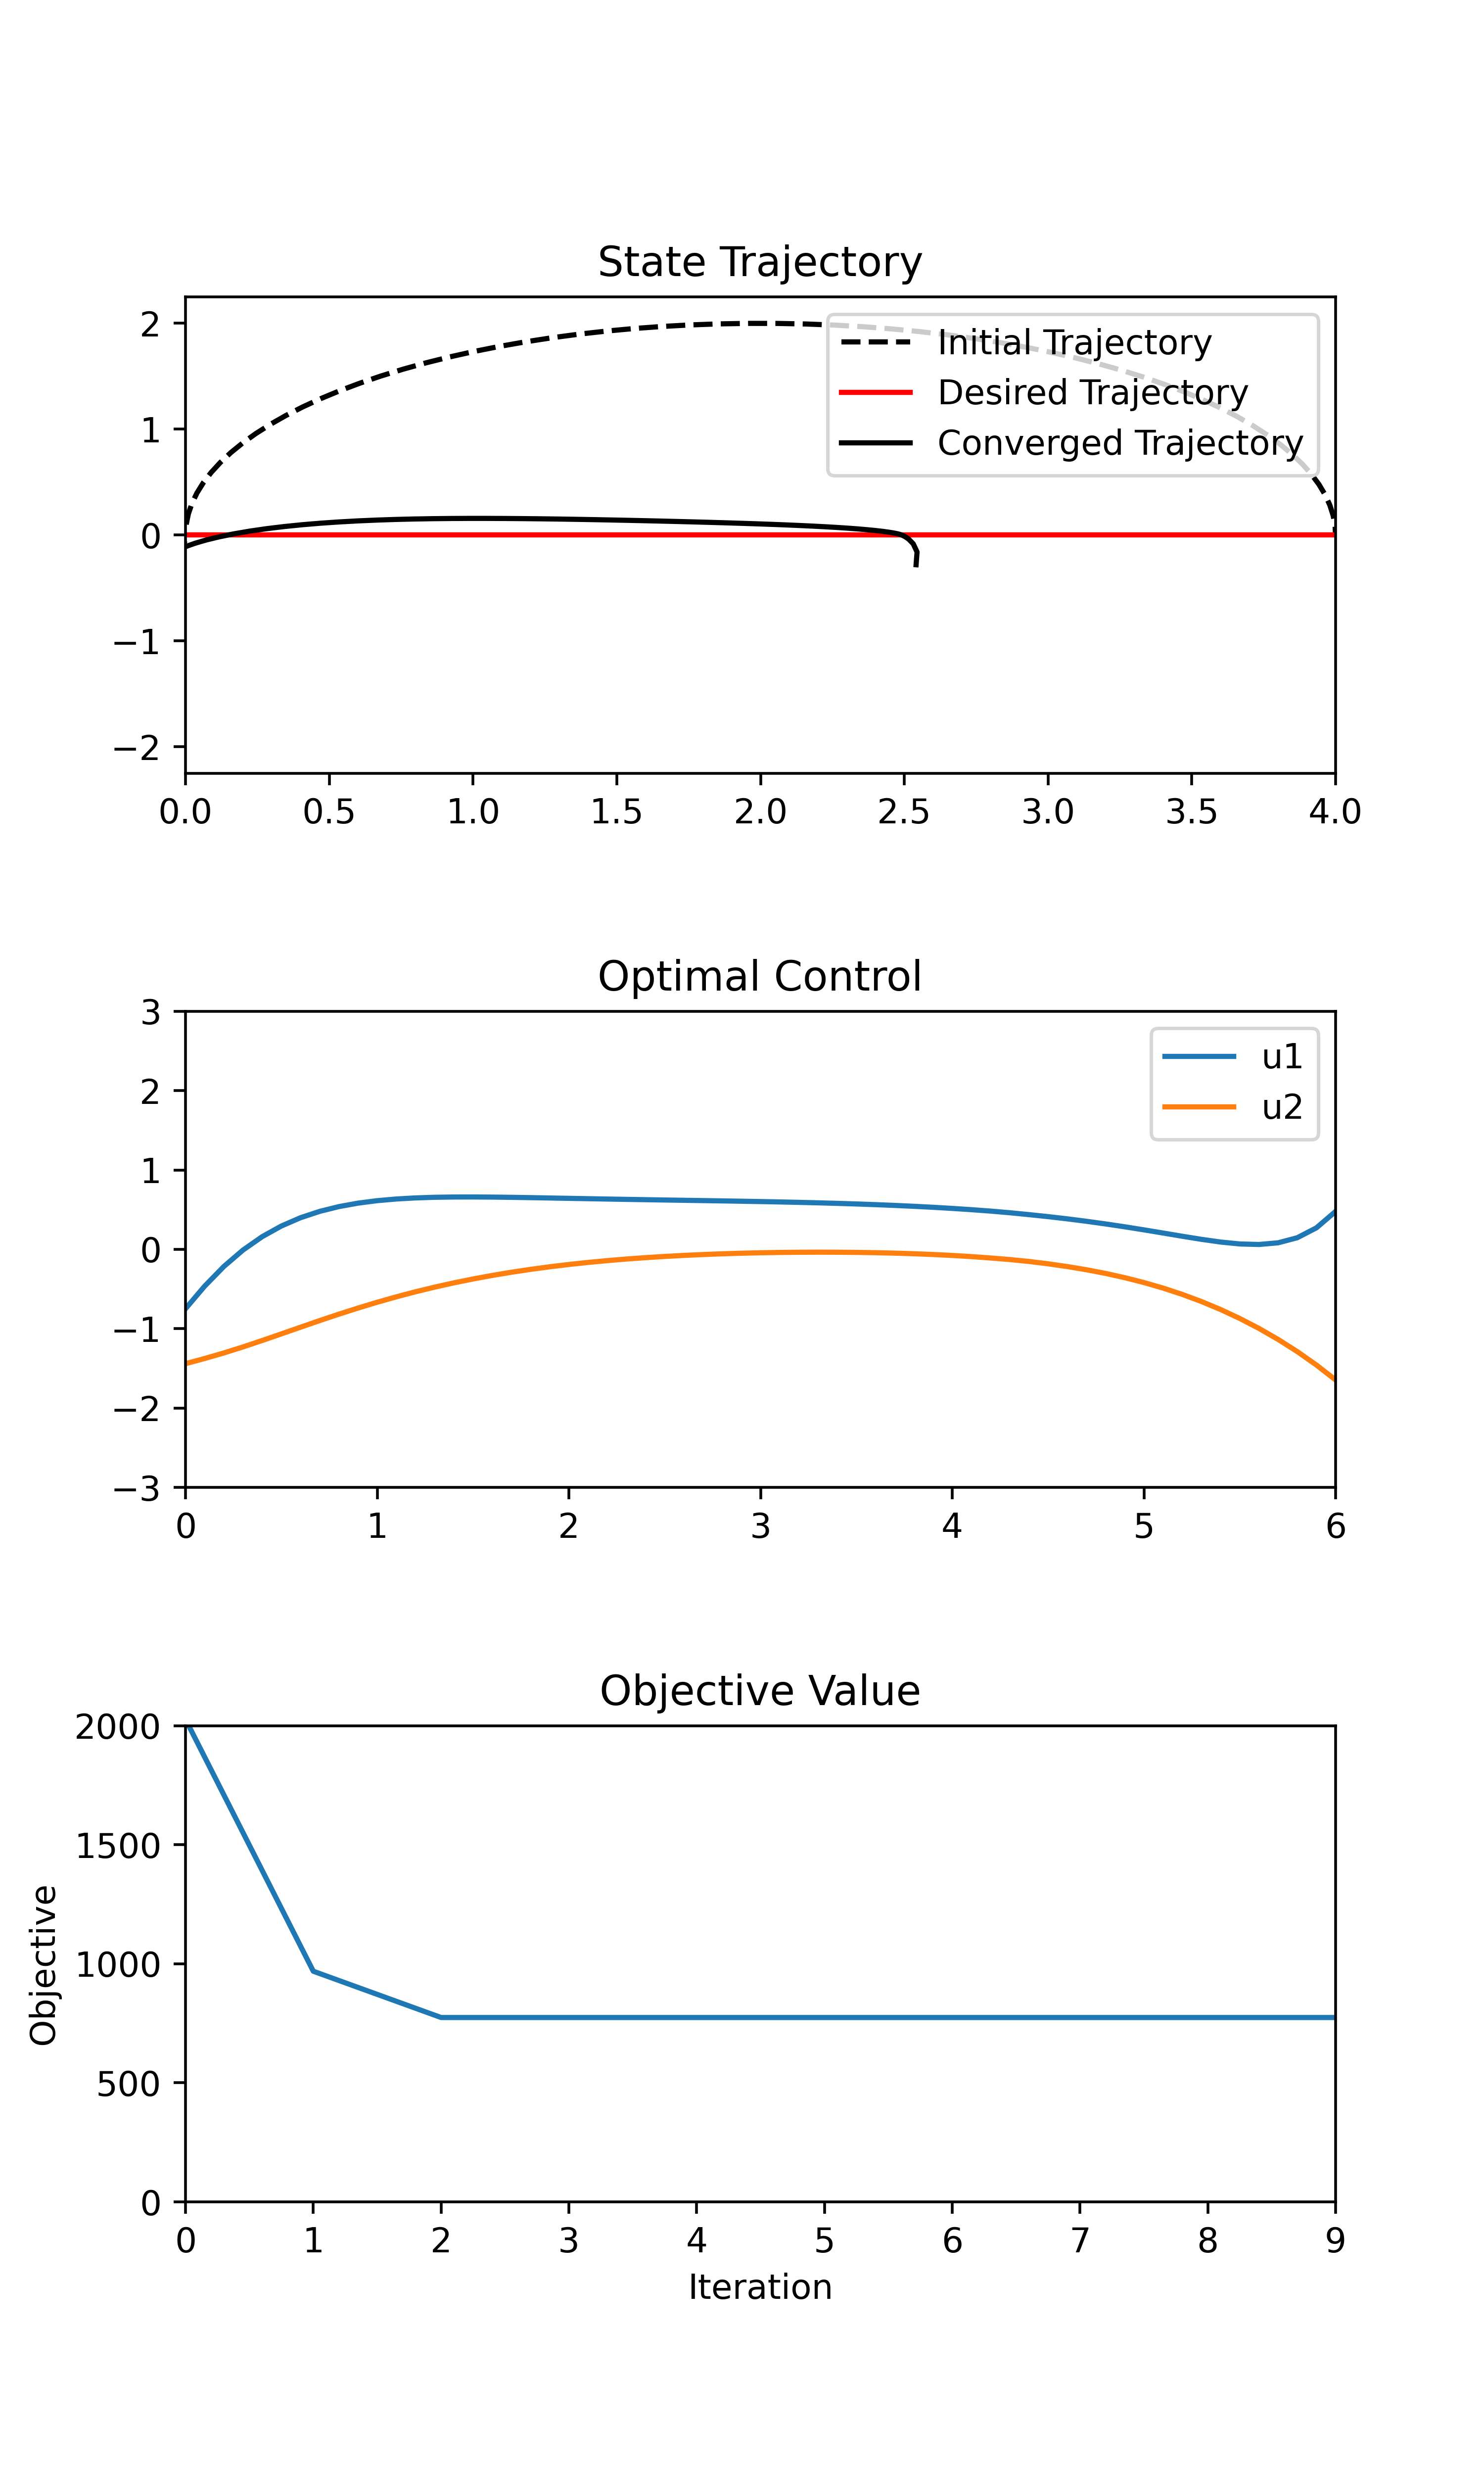 State Trajectory
2
1
0
−1
−2
Initial Trajectory
Desired Trajectory
Converged Trajectory
0.0 0.5 1.0 1.5 2.0 2.5 3.0 3.5 4.0
Optimal Control
3
2
1
0
−1
−2
−3
u1
u2
0 1 2 3 4 5 6
Objective Value
Objective
2000
1500
1000
500
0
0 1 2 3 4 5 6 7 8 9
Iteration